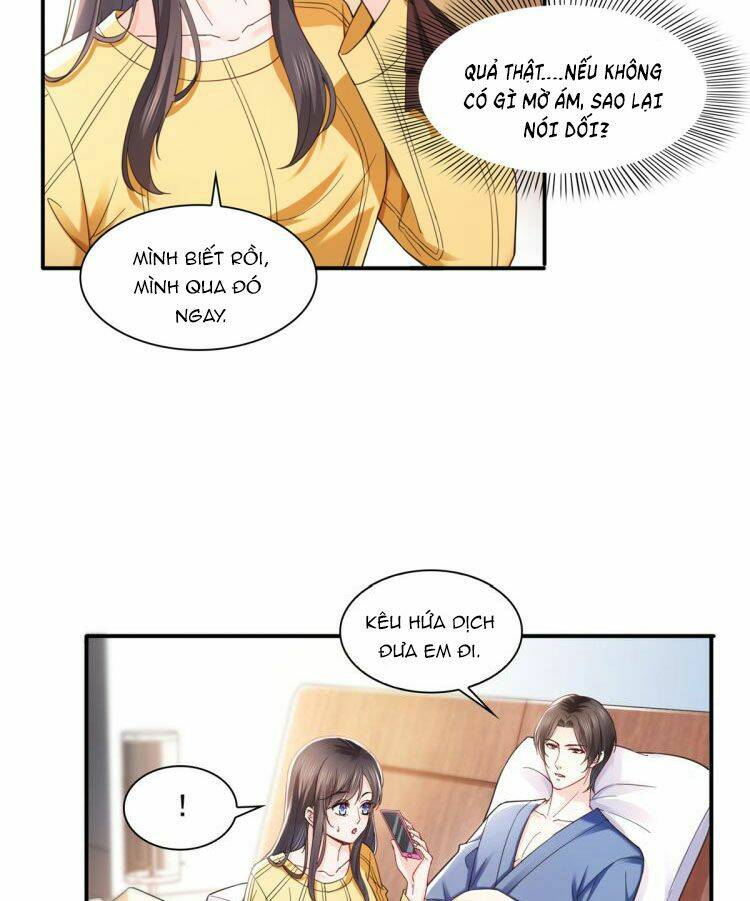 QUẢ THẬT....NẾU KHÔNG
CÓ GÌ MỜ ÁM, SAO LẠI
NÓI DỐI?
MÌNH BIẾT RỒI,
MÌNH QUA ĐÓ
NGAY.
KÊU HỨA DỊCH
ĐƯA EM ĐI.
!